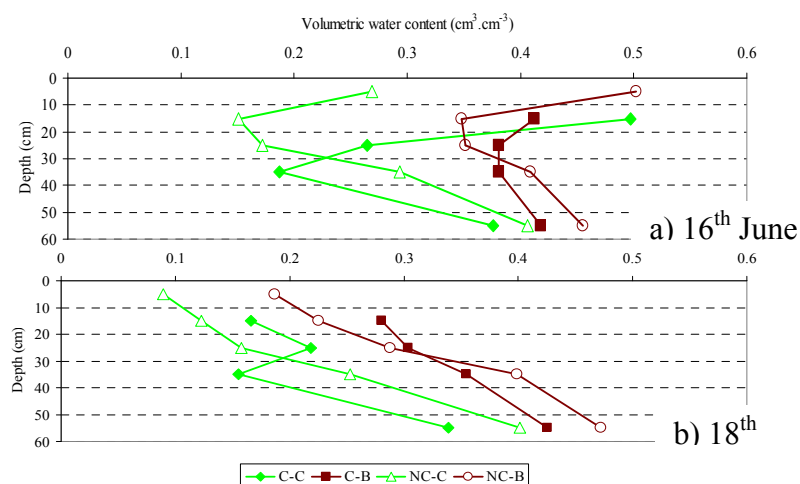 Volumetric water content (cm³.cm⁻³)
0 0.1 0.2 0.3 0.4 0.5 0.6
Depth (cm)
0
10
20
30
40
50
60
a) 16th June
0 0.1 0.2 0.3 0.4 0.5 0.6
Depth (cm)
0
10
20
30
40
50
60
b) 18th
C-C C-B NC-C NC-B